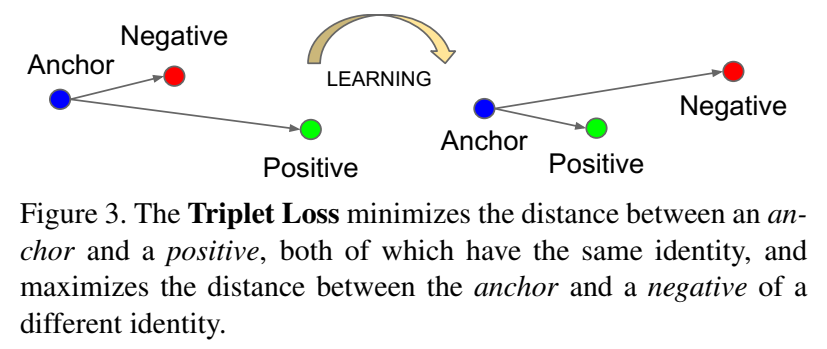 Negative
Anchor
LEARNING
Positive
Negative
Anchor
Positive
Figure 3. The Triplet Loss minimizes the distance between an an-
chor and a positive, both of which have the same identity, and
maximizes the distance between the anchor and a negative of a
different identity.